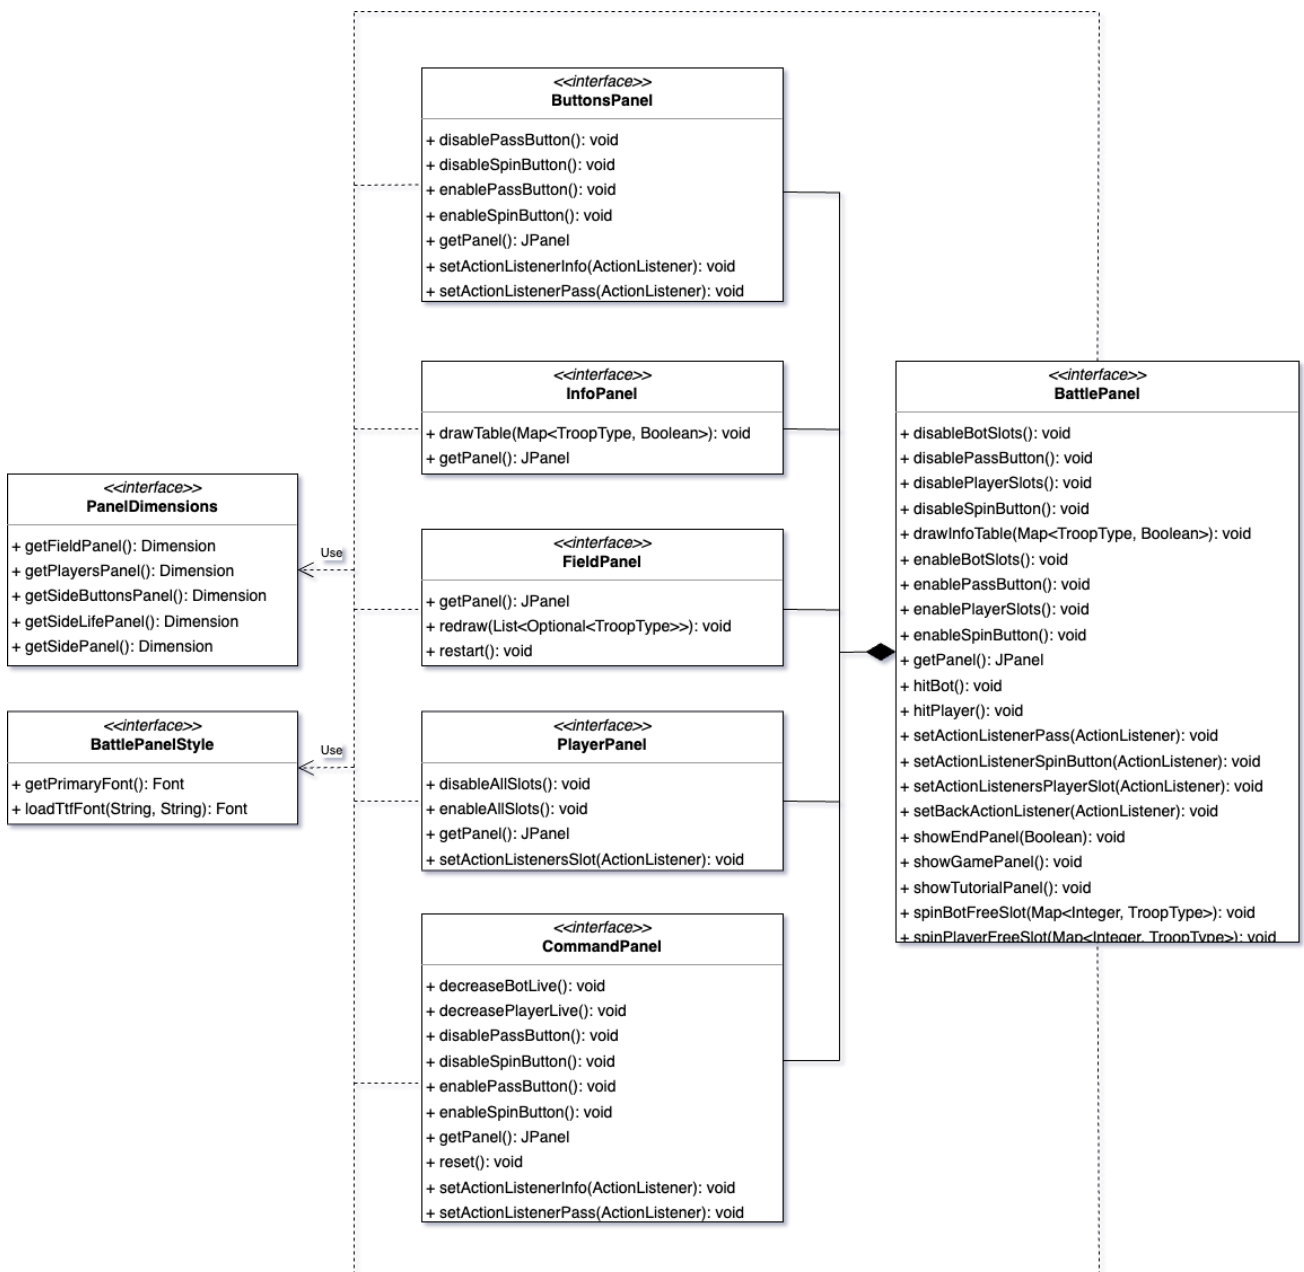 <<interface>>
ButtonsPanel
+ disablePassButton(): void
+ disableSpinButton(): void
+ enablePassButton(): void
+ enableSpinButton(): void
+ getPanel(): JPanel
+ setActionListenerInfo(ActionListener): void
+ setActionListenerPass(ActionListener): void
<<interface>>
InfoPanel
+ drawTable(Map<TroopType, Boolean>): void
+ getPanel(): JPanel
<<interface>>
PanelDimensions
+ getFieldPanel(): Dimension
+ getPlayersPanel(): Dimension
+ getSideButtonsPanel(): Dimension
+ getSideLifePanel(): Dimension
+ getSidePanel(): Dimension
Use
<<interface>>
FieldPanel
+ getPanel(): JPanel
+ redraw(List<Optional<TroopType>>): void
+ restart(): void
<<interface>>
BattlePanelStyle
+ getPrimaryFont(): Font
+ loadTtfFont(String, String): Font
Use
<<interface>>
PlayerPanel
+ disableAllSlots(): void
+ enableAllSlots(): void
+ getPanel(): JPanel
+ setActionListenersSlot(ActionListener): void
<<interface>>
CommandPanel
+ decreaseBotLive(): void
+ decreasePlayerLive(): void
+ disablePassButton(): void
+ disableSpinButton(): void
+ enablePassButton(): void
+ enableSpinButton(): void
+ getPanel(): JPanel
+ reset(): void
+ setActionListenerInfo(ActionListener): void
+ setActionListenerPass(ActionListener): void
<<interface>>
BattlePanel
+ disableBotSlots(): void
+ disablePassButton(): void
+ disablePlayerSlots(): void
+ disableSpinButton(): void
+ drawInfoTable(Map<TroopType, Boolean>): void
+ enableBotSlots(): void
+ enablePassButton(): void
+ enablePlayerSlots(): void
+ enableSpinButton(): void
+ getPanel(): JPanel
+ hitBot(): void
+ hitPlayer(): void
+ setActionListenerPass(ActionListener): void
+ setActionListenerSpinButton(ActionListener): void
+ setActionListenersPlayerSlot(ActionListener): void
+ setBackActionListener(ActionListener): void
+ showEndPanel(Boolean): void
+ showGamePanel(): void
+ showTutorialPanel(): void
+ spinBotFreeSlot(Map<Integer, TroopType>): void
+ spinPlayerFreeSlot(Map<Integer, TroopType>): void